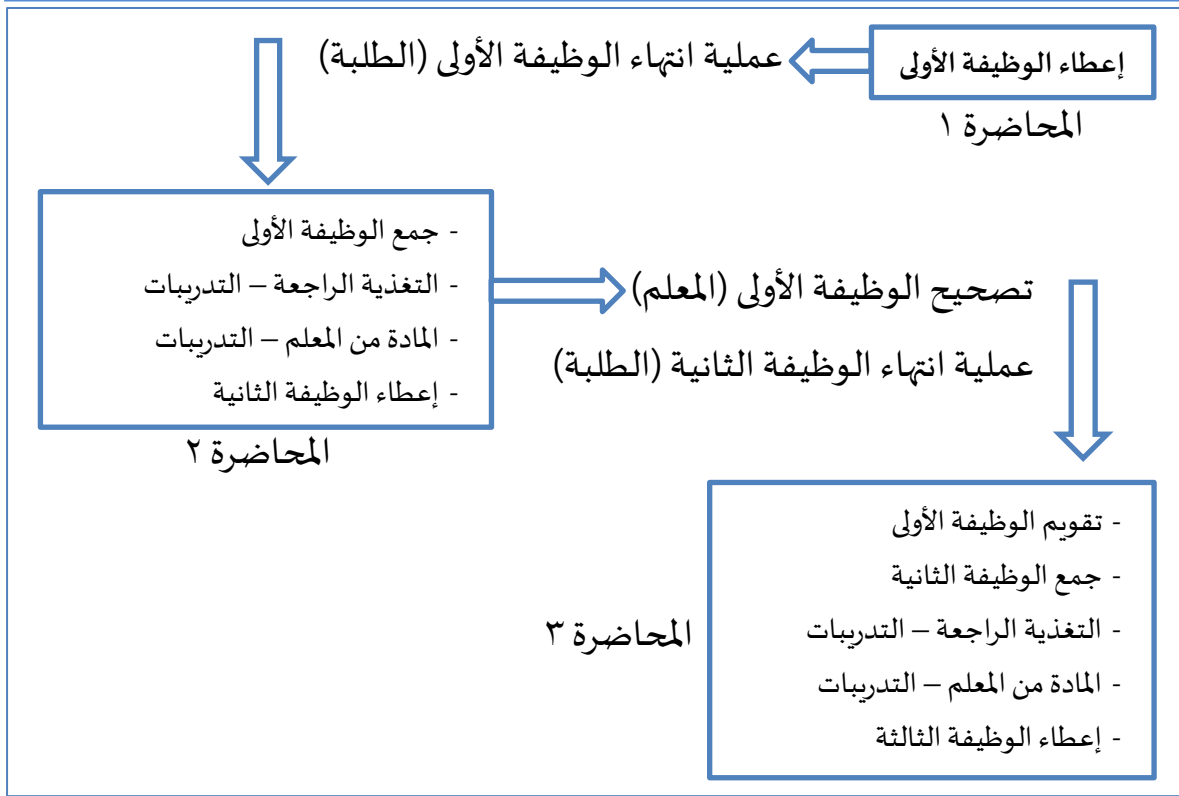 إعطاء الوظيفة الأولى
عملية انتهاء الوظيفة الأولى (الطلبة)
المحاضرة ١
- جمع الوظيفة الأولى
- التغذية الراجعة – التدريبات
- المادة من المعلم – التدريبات
- إعطاء الوظيفة الثانية
المحاضرة ٢
تصحيح الوظيفة الأولى (المعلم)
عملية انتهاء الوظيفة الثانية (الطلبة)
- تقويم الوظيفة الأولى
- جمع الوظيفة الثانية
- التغذية الراجعة – التدريبات
- المادة من المعلم – التدريبات
- إعطاء الوظيفة الثالثة
المحاضرة ٣